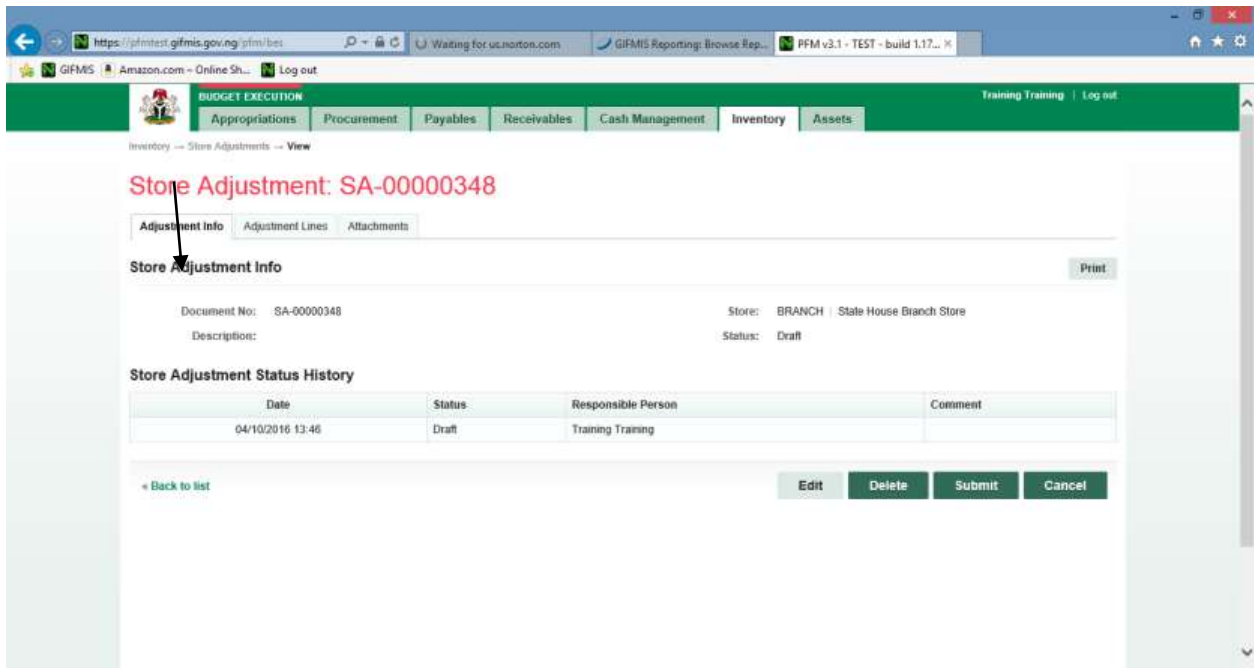 https://pfmtest.gifmis.gov.ng/pfm/bes
Waiting for us.norton.com
GIFMIS Reporting: Browse Rep...
PFM v3.1 - TEST - build 1.17...
GIFMIS
Amazon.com – Online Sh...
Log out
BUDGET EXECUTION
Training Training | Log out
Appropriations Procurement Payables Receivables Cash Management Inventory Assets
Inventory → Store Adjustments → View
Store Adjustment: SA-00000348
Adjustment Info Adjustment Lines Attachments
Store Adjustment Info
Print
Document No: SA-00000348 Store: BRANCH | State House Branch Store
Description: Status: Draft
Store Adjustment Status History
Date Status Responsible Person Comment
04/10/2016 13:46 Draft Training Training
« Back to list
Edit Delete Submit Cancel